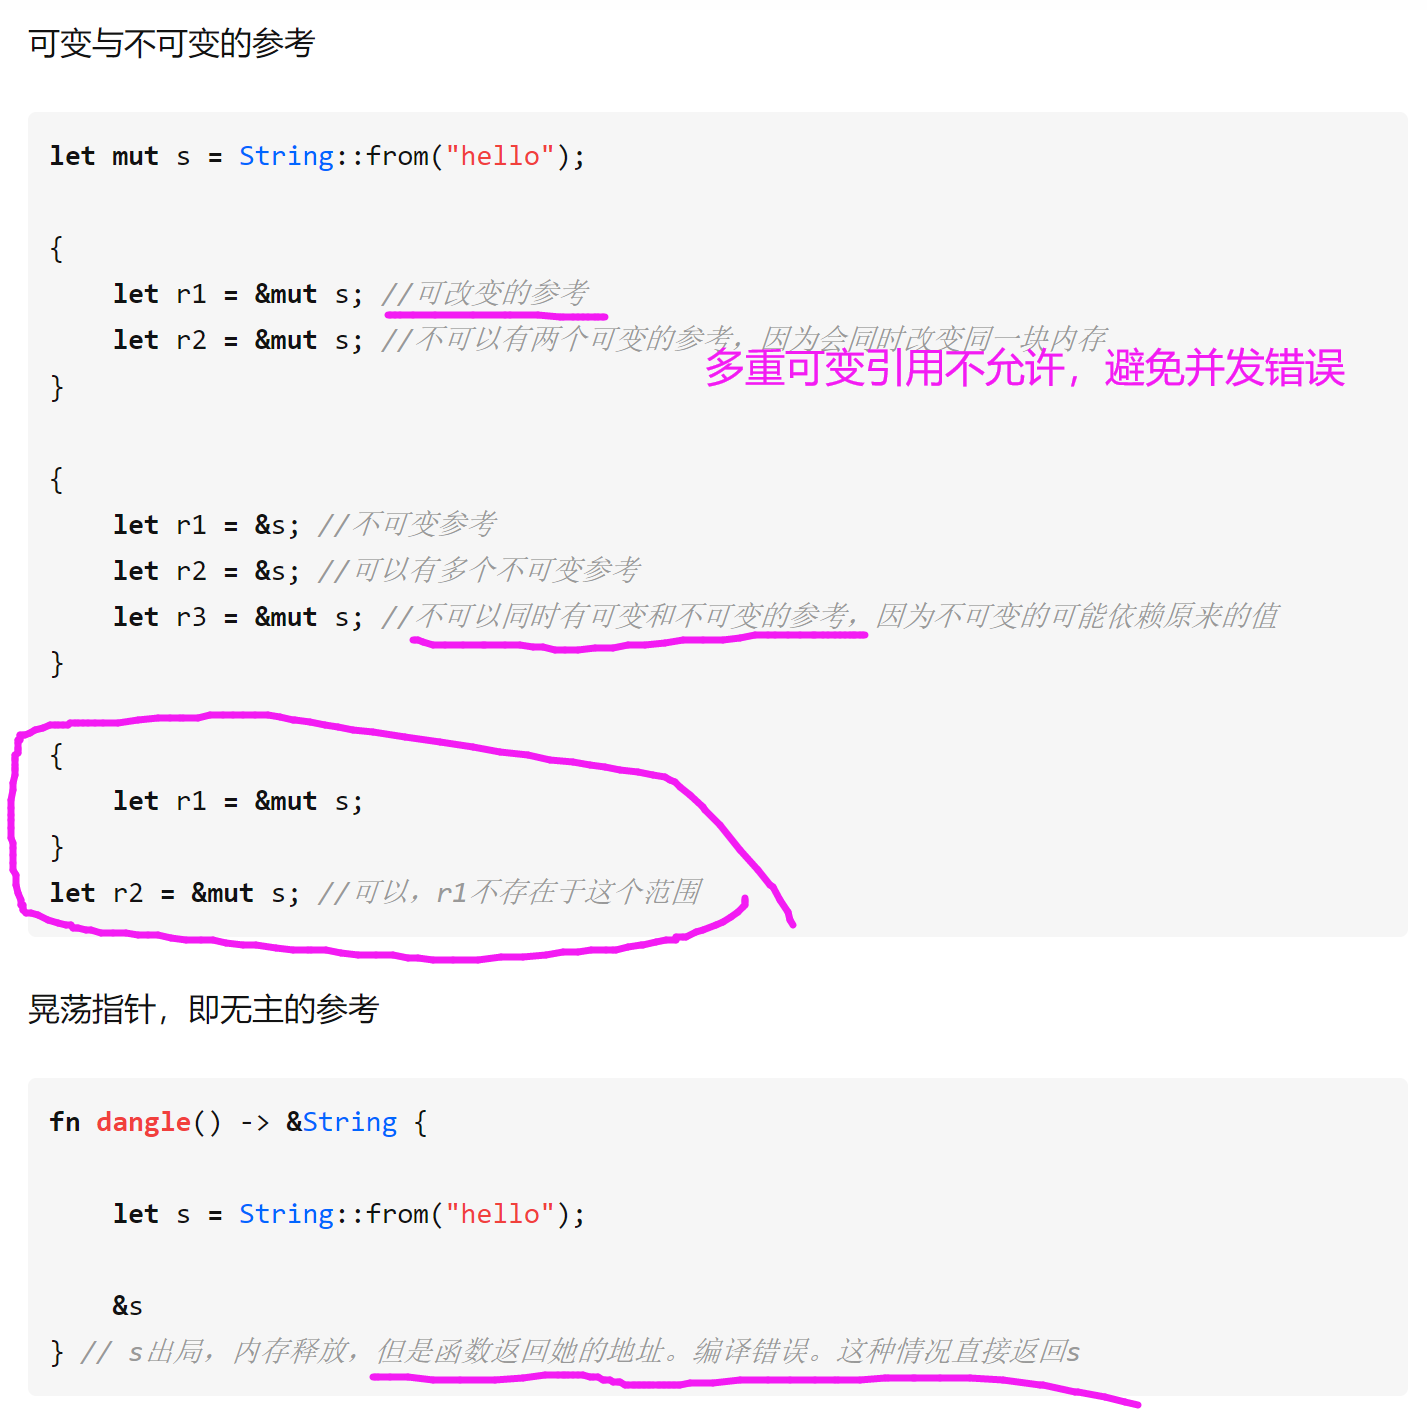 可变与不可变的参考
let mut s = String::from("hello");
{
let r1 = &mut s; //可改变的参考
let r2 = &mut s; //不可以有两个可变的参考，因为会同时改变同一块内存
多重可变引用不允许，避免并发错误
}
{
let r1 = &s; //不可变参考
let r2 = &s; //可以有多个不可变参考
let r3 = &mut s; //不可以同时有可变和不可变的参考，因为不可变的可能依赖原来的值
}
{
let r1 = &mut s;
}
let r2 = &mut s; //可以，r1不存在于这个范围
晃荡指针，即无主的参考
fn dangle() -> &String {
let s = String::from("hello");
&s
} // s出局，内存释放，但是函数返回她的地址。编译错误。这种情况直接返回s